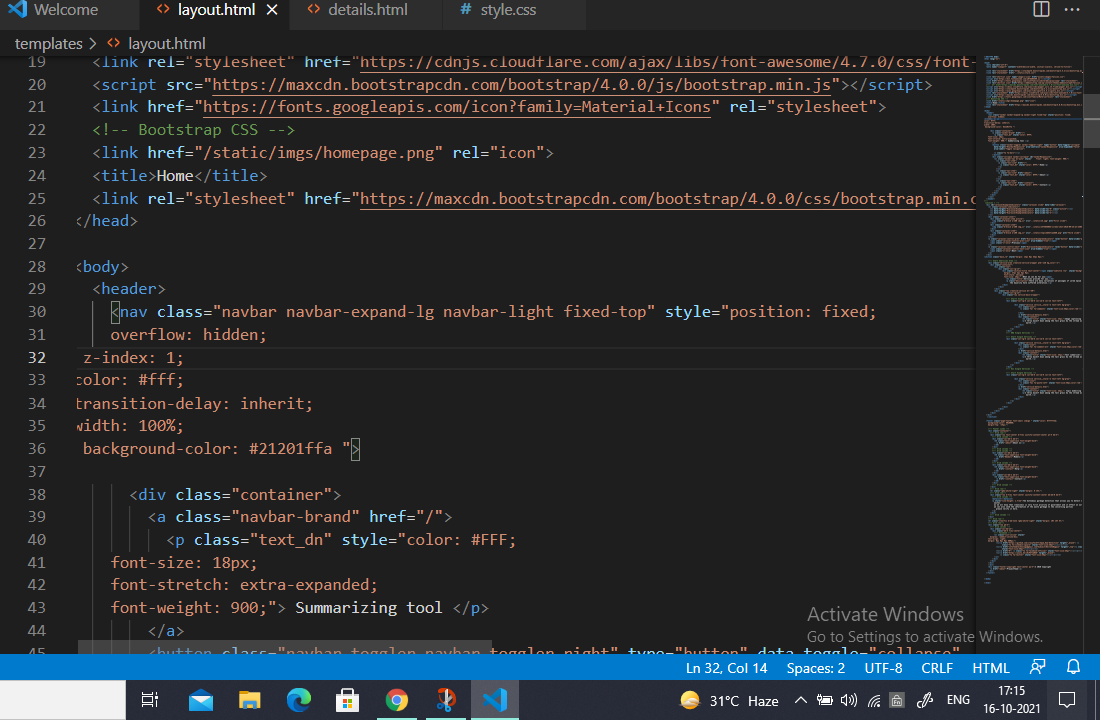 Welcome
layout.html
details.html
# style.css
templates > layout.html
19 <link rel="stylesheet" href="https://cdnjs.cloudflare.com/ajax/libs/font-awesome/4.7.0/css/font-
20 <script src="https://maxcdn.bootstrapcdn.com/bootstrap/4.0.0/js/bootstrap.min.js"></script>
21 <link href="https://fonts.googleapis.com/icon?family=Material+Icons" rel="stylesheet">
22 <!-- Bootstrap CSS -->
23 <link href="/static/imgs/homepage.png" rel="icon">
24 <title>Home</title>
25 <link rel="stylesheet" href="https://maxcdn.bootstrapcdn.com/bootstrap/4.0.0/css/bootstrap.min.c
26 </head>
27
28 <body>
29 <header>
30 <nav class="navbar navbar-expand-lg navbar-light fixed-top" style="position: fixed;
31 overflow: hidden;
32 z-index: 1;
33 color: #fff;
34 transition-delay: inherit;
35 width: 100%;
36 background-color: #21201ffa ">
37
38 <div class="container">
39 <a class="navbar-brand" href="/">
40 <p class="text_dn" style="color: #FFF;
41 font-size: 18px;
42 font-stretch: extra-expanded;
43 font-weight: 900;"> Summarizing tool </p>
44 </a>
45 <button class="navbar-toggler navbar-toggler-right" type="button" data-toggle="collapse"
Activate Windows
Go to Settings to activate Windows.
Ln 32, Col 14 Spaces: 2 UTF-8 CRLF HTML
31°C Haze ENG 17:15
16-10-2021